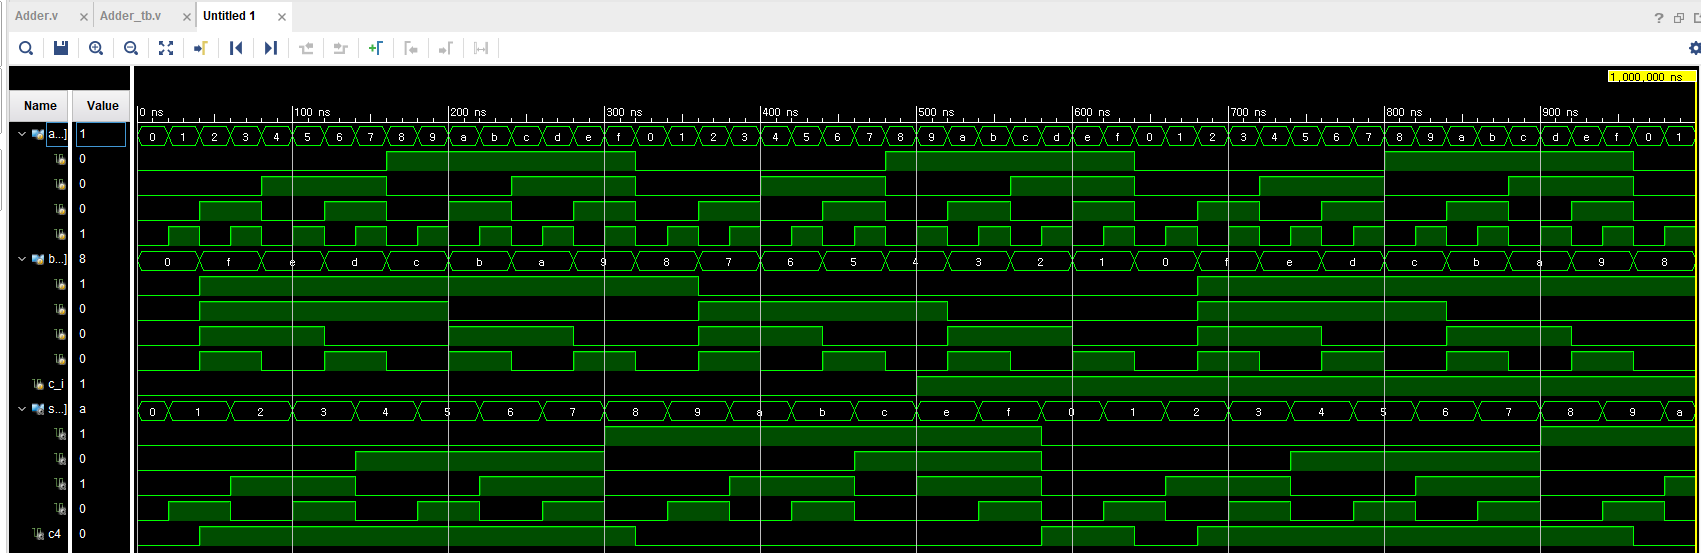 Adder.v × Adder_tb.v × Untitled 1 ×
?
1,000,000 ns
Name Value
0 ns 100 ns 200 ns 300 ns 400 ns 500 ns 600 ns 700 ns 800 ns 900 ns
a...] 1 0 1 2 3 4 5 6 7 8 9 a b c d e f 0 1 2 3 4 5 6 7 8 9 a b c d e f 0 1 2 3 4 5 6 7 8 9 a b c d e f 0 1
0
0
0
1
b...] 8 0 f e d c b a 9 8 7 6 5 4 3 2 1 0 f e d c b a 9 8
1
0
0
0
c_i 1
s...] a 0 1 2 3 4 5 6 7 8 9 a b c e f 0 1 2 3 4 5 6 7 8 9 a
1
0
1
0
c4 0